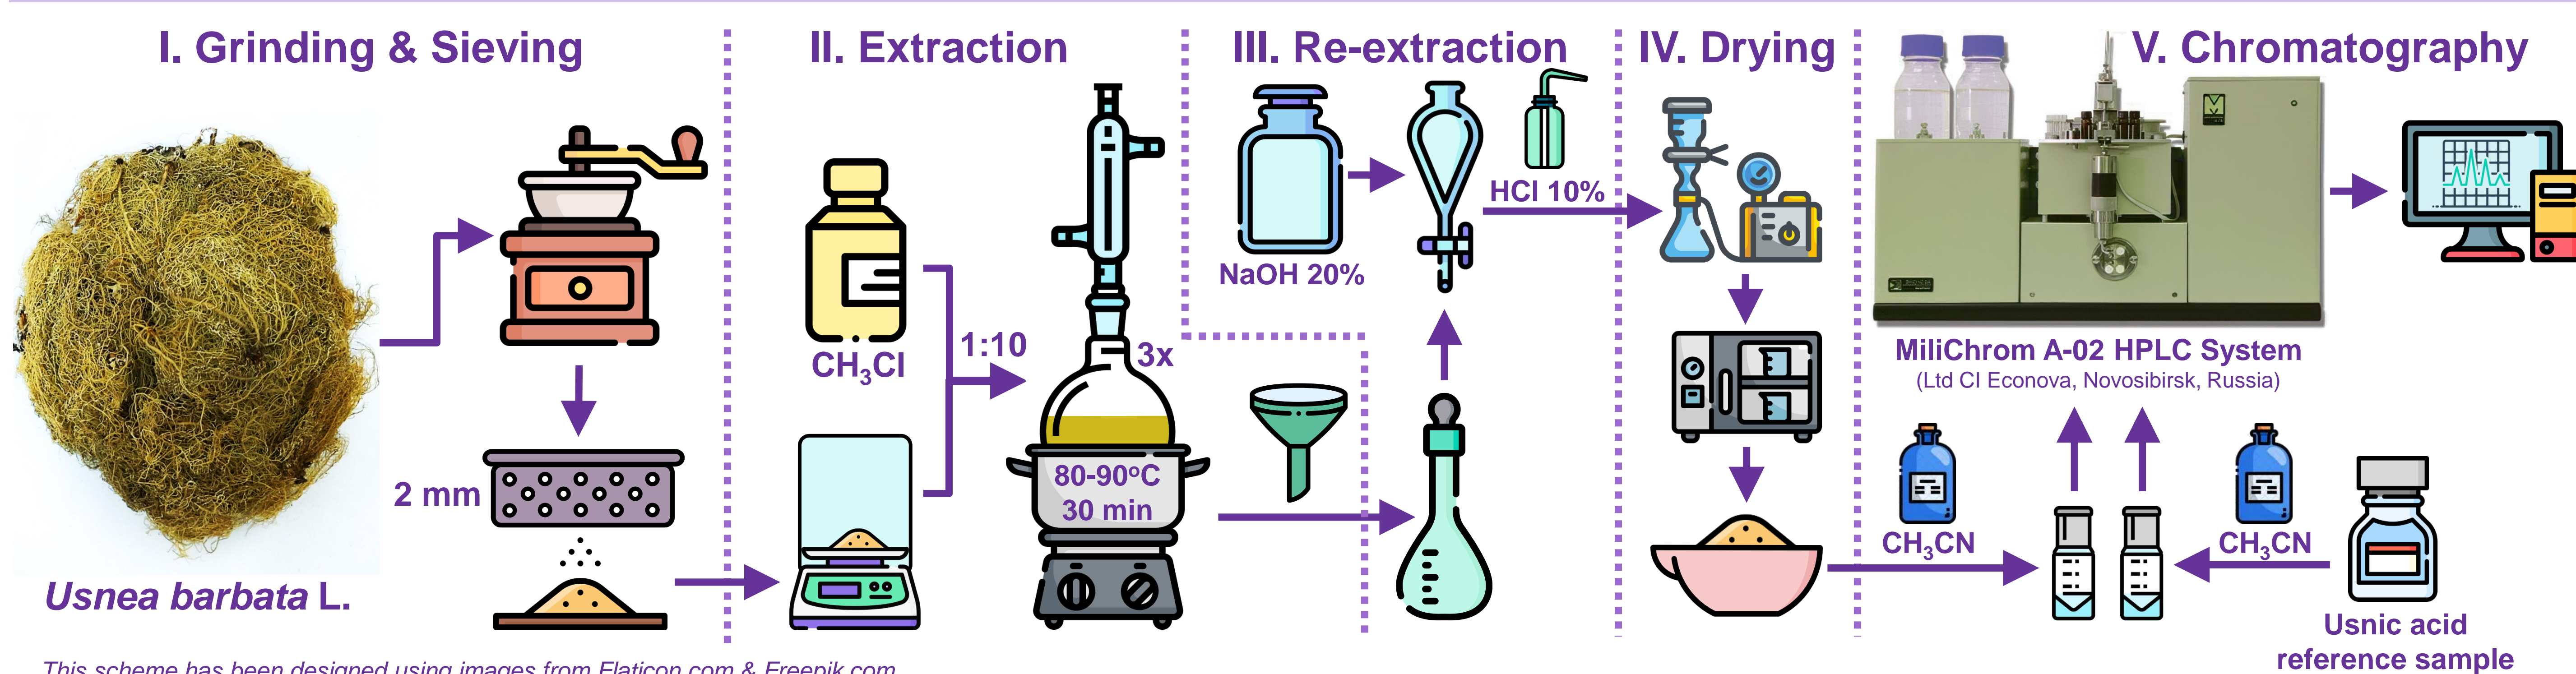 I. Grinding & Sieving
2 mm
Usnea barbata L.
This scheme has been designed using images from Flaticon.com & Freepik.com
II. Extraction
CH₃Cl
1:10
3x
80-90ºC
30 min
III. Re-extraction
NaOH 20%
HCl 10%
IV. Drying
V. Chromatography
MiliChrom A-02 HPLC System
(Ltd CI Econova, Novosibirsk, Russia)
CH₃CN
CH₃CN
Usnic acid
reference sample